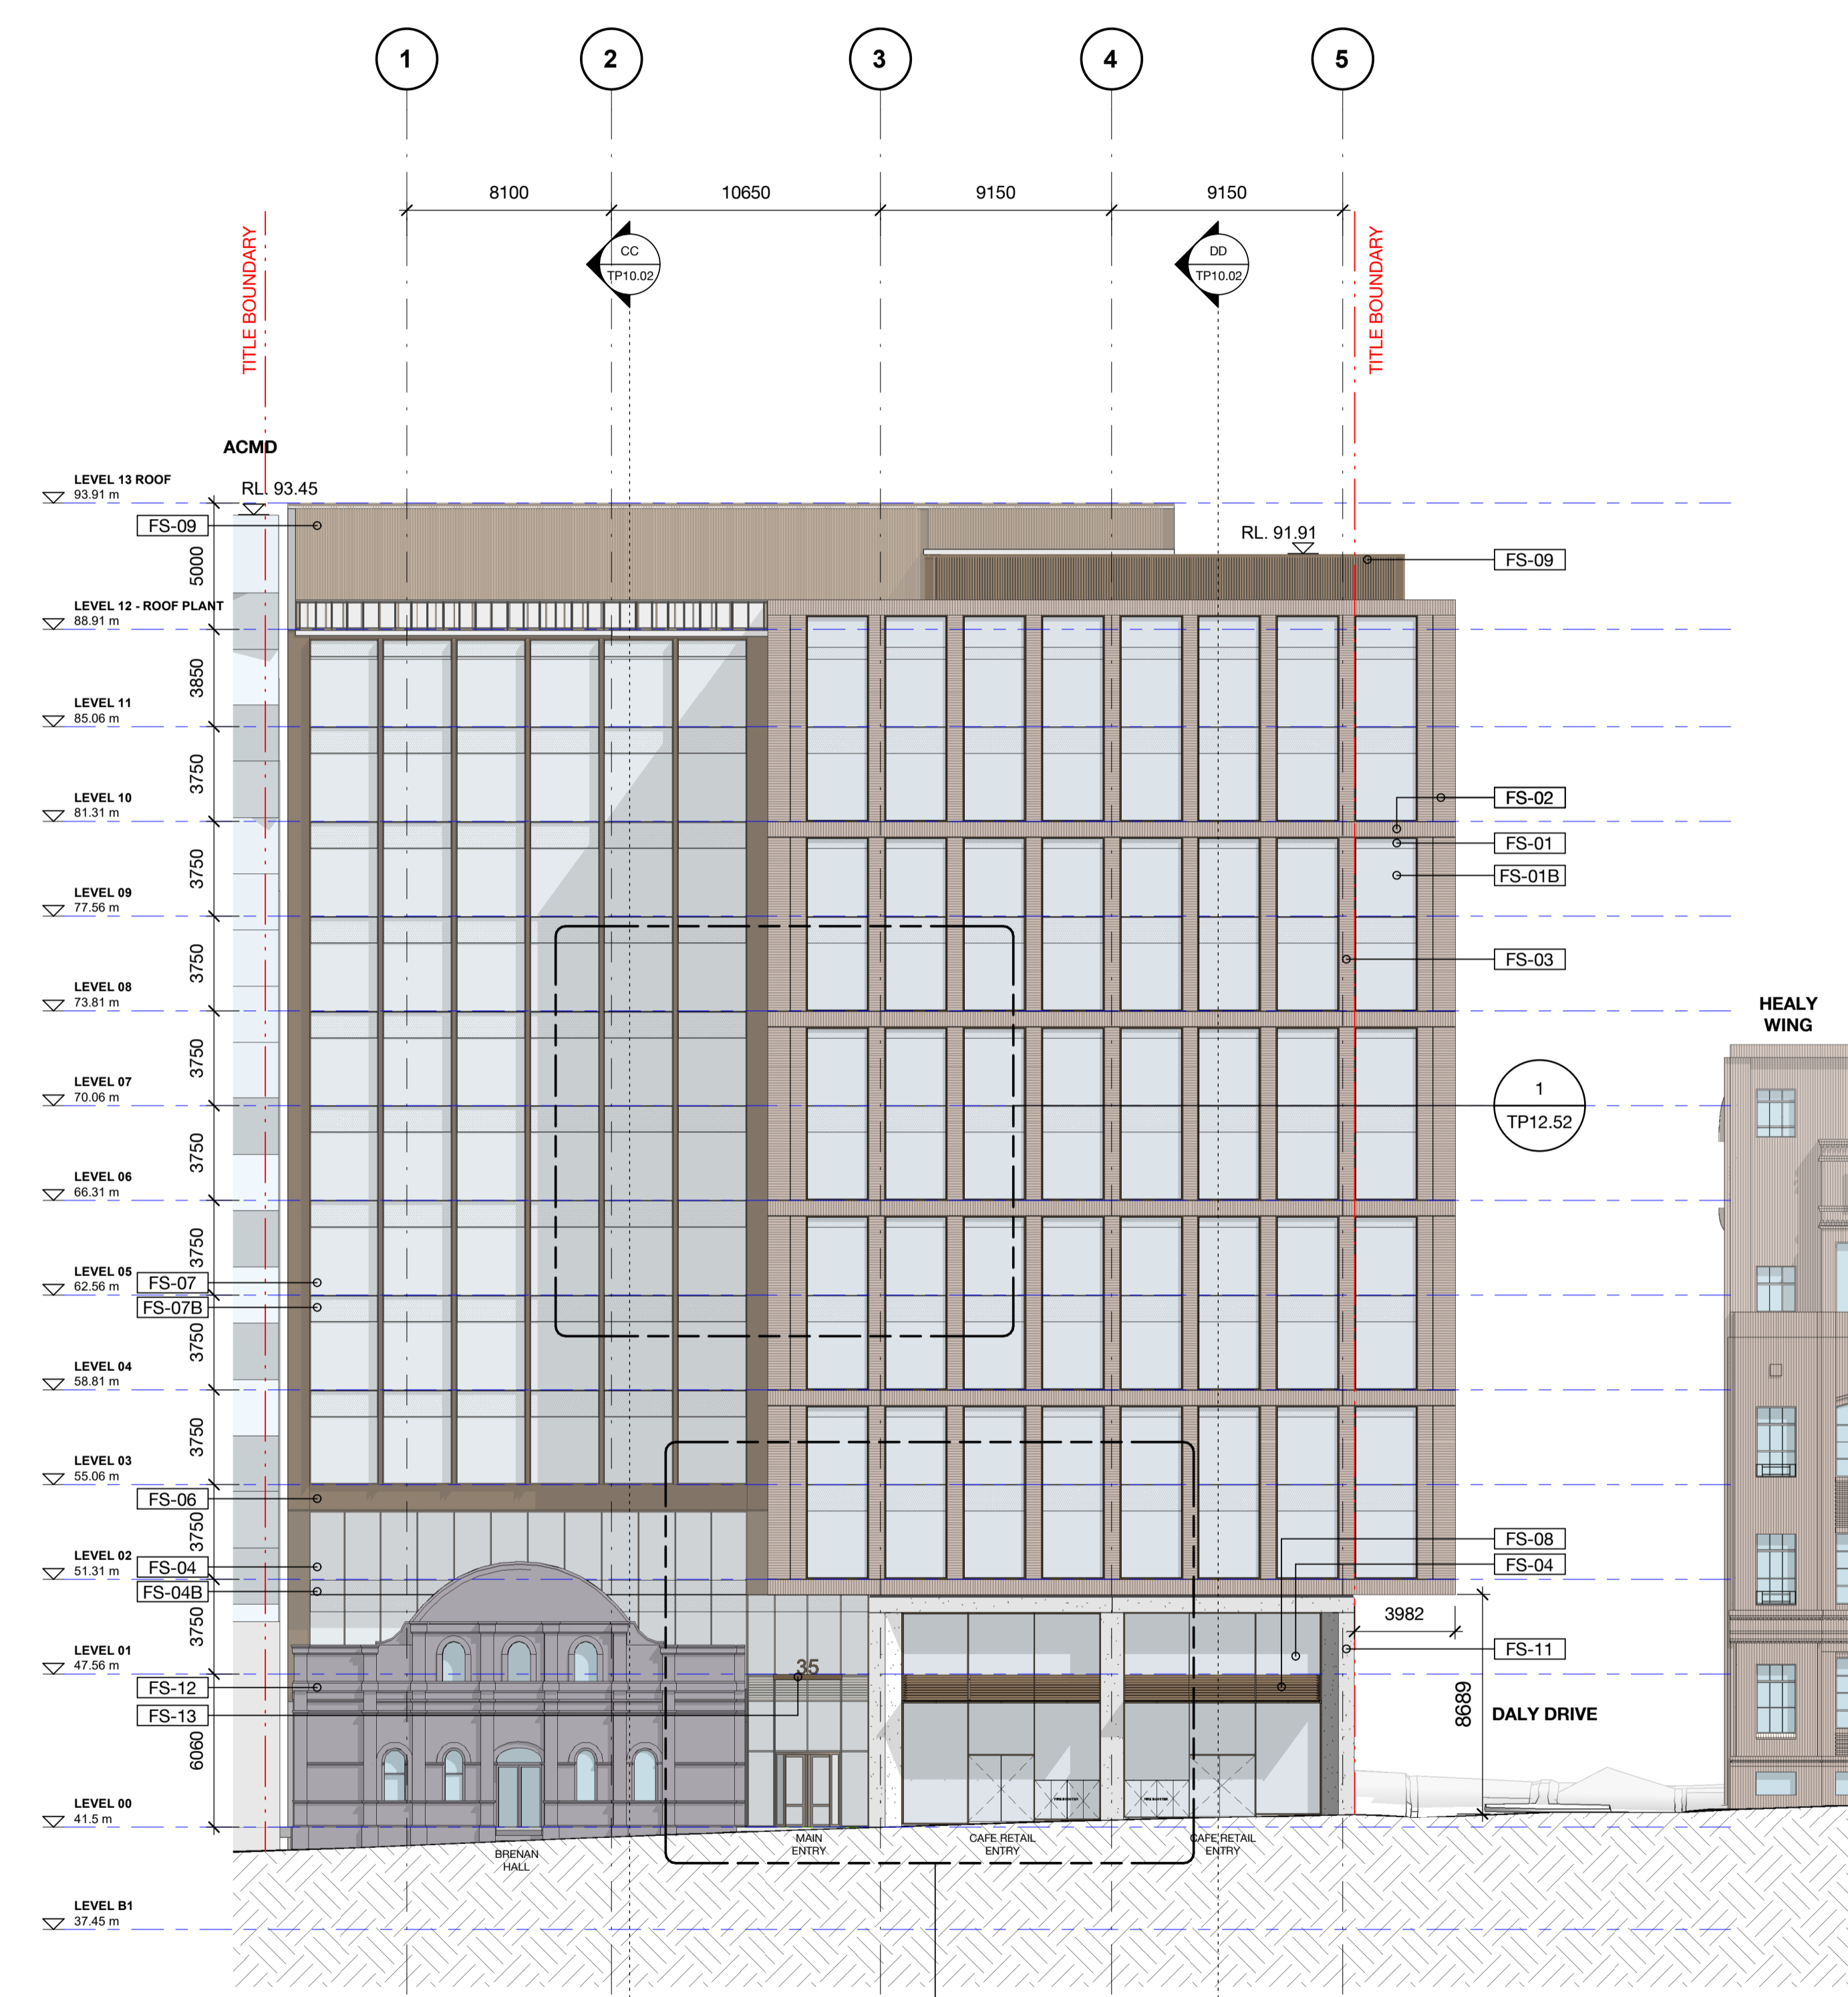 1
2
3
4
5
8100
10650
9150
9150
TITLE BOUNDARY
CC
TP10.02
DD
TP10.02
TITLE BOUNDARY
ACMD
LEVEL 13 ROOF
93.91 m
RL. 93.45
FS-09
RL. 91.91
FS-09
5000
LEVEL 12 - ROOF PLANT
88.91 m
3850
LEVEL 11
85.06 m
3750
LEVEL 10
81.31 m
FS-02
FS-01
3750
FS-01B
LEVEL 09
77.56 m
3750
FS-03
LEVEL 08
73.81 m
HEALY
WING
3750
LEVEL 07
70.06 m
1
TP12.52
3750
LEVEL 06
66.31 m
3750
LEVEL 05
62.56 m
FS-07
FS-07B
3750
LEVEL 04
58.81 m
3750
LEVEL 03
55.06 m
FS-06
3750
FS-08
LEVEL 02
51.31 m
FS-04
FS-04
FS-04B
3750
3982
LEVEL 01
47.56 m
FS-11
35
FS-12
FS-13
8689
DALY DRIVE
6060
FIRE BOOSTER
FIRE BOOSTER
LEVEL 00
41.5 m
MAIN
ENTRY
CAFE RETAIL
ENTRY
CAFE RETAIL
ENTRY
BRENAN
HALL
LEVEL B1
37.45 m